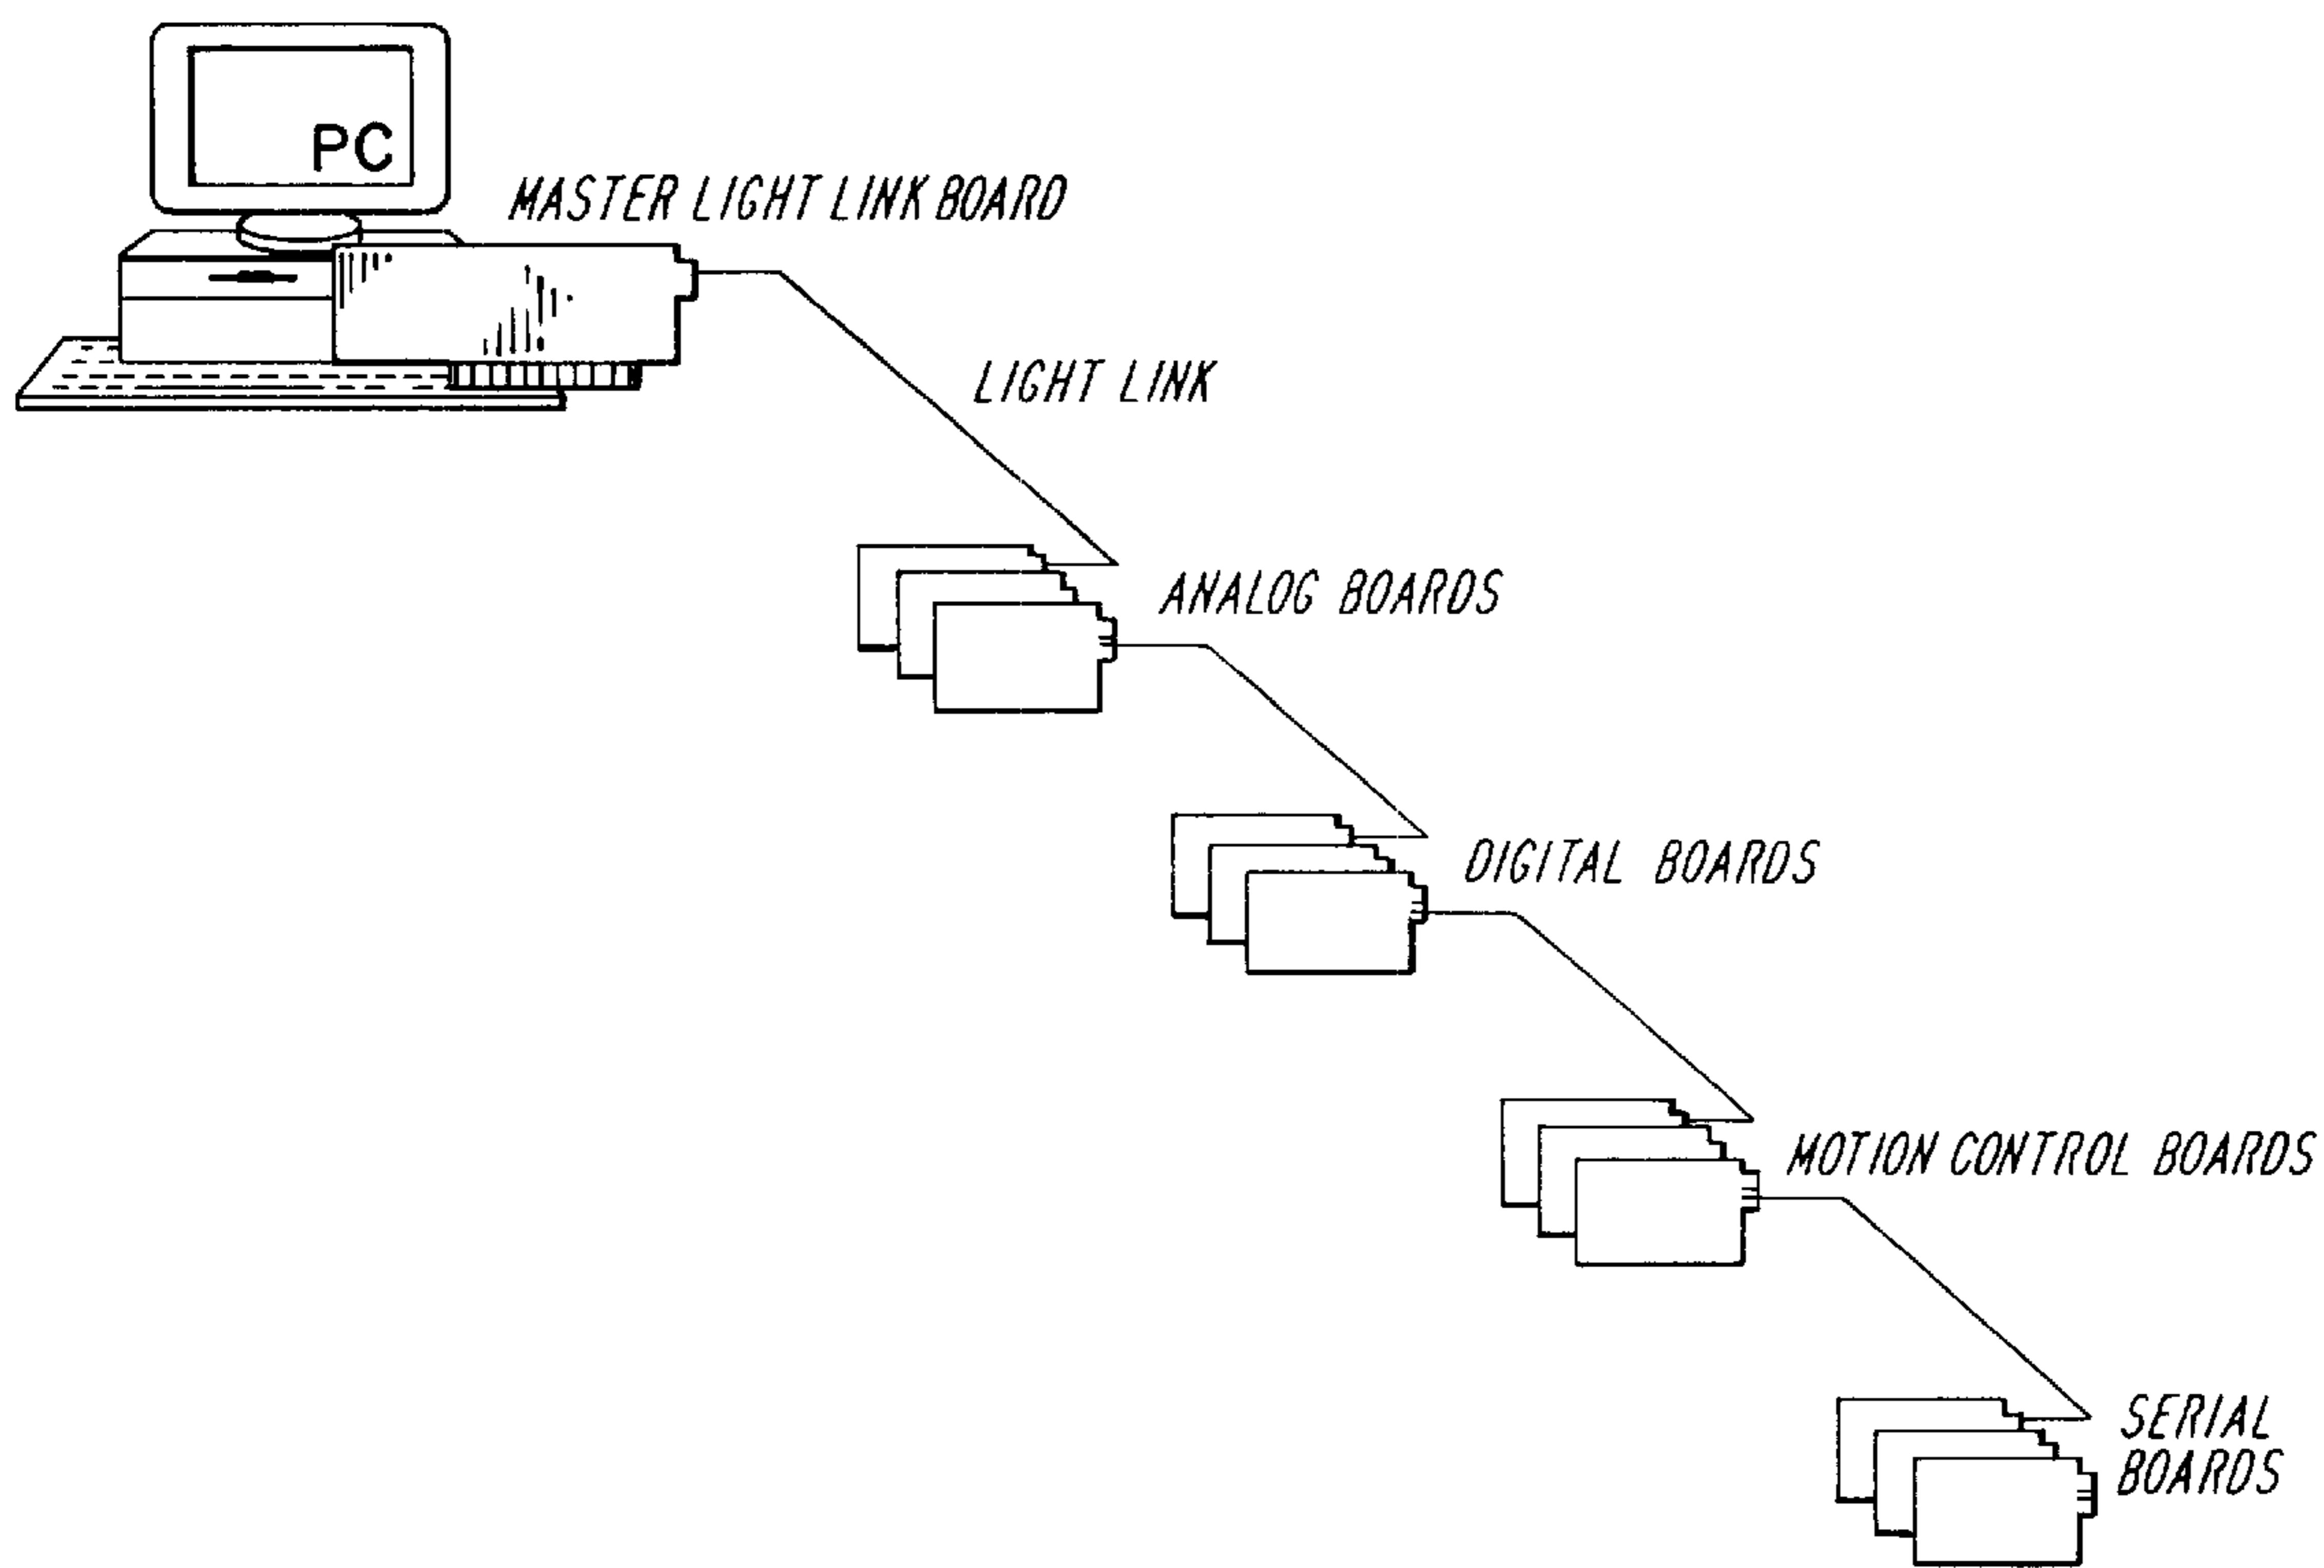 PC
MASTER LIGHT LINK BOARD
LIGHT LINK
ANALOG BOARDS
DIGITAL BOARDS
MOTION CONTROL BOARDS
SERIAL
BOARDS